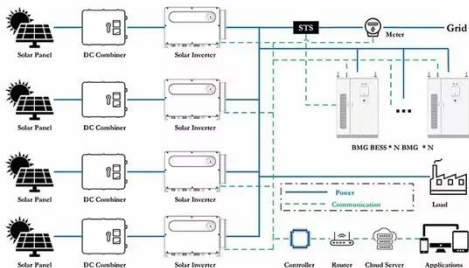 STS
Meter
Grid
Solar Panel
DC Combiner
Solar Inverter
Solar Panel
DC Combiner
Solar Inverter
BMG BESS * N BMG * N
Solar Panel
DC Combiner
Solar Inverter
Power
Communication
Load
Solar Panel
DC Combiner
Solar Inverter
Controller
Router
Cloud Server
Applications